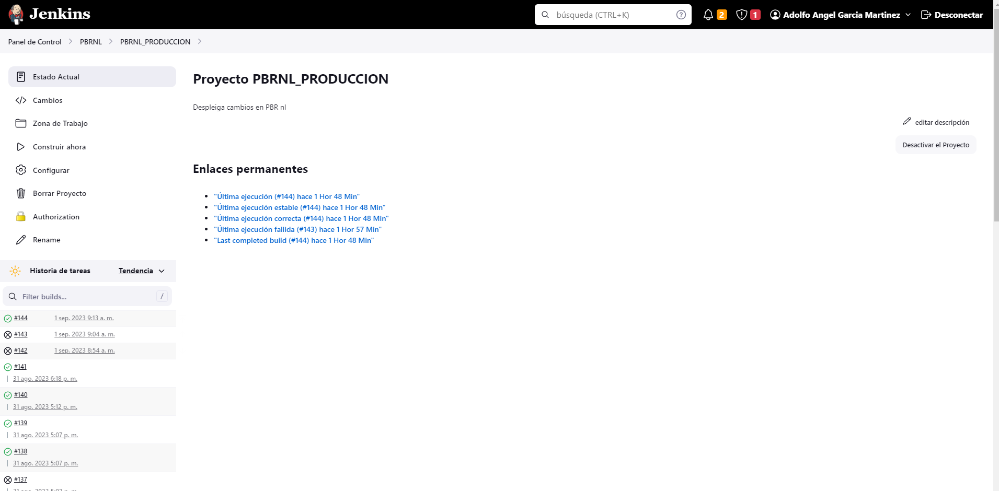 Jenkins
búsqueda (CTRL+K)
2
1
Adolfo Angel Garcia Martinez
Desconectar
Panel de Control
PBRNL
PBRNL_PRODUCCION
Estado Actual
Cambios
Zona de Trabajo
Construir ahora
Configurar
Borrar Proyecto
Authorization
Rename
Historia de tareas
Tendencia
Filter builds...
/
#144 1 sep. 2023 9:13 a. m.
#143 1 sep. 2023 9:04 a. m.
#142 1 sep. 2023 8:54 a. m.
#141
31 ago. 2023 6:18 p. m.
#140
31 ago. 2023 5:12 p. m.
#139
31 ago. 2023 5:07 p. m.
#138
31 ago. 2023 5:07 p. m.
#137
Proyecto PBRNL_PRODUCCION
Despleiga cambios en PBR nl
editar descripción
Desactivar el Proyecto
Enlaces permanentes
"Última ejecución (#144) hace 1 Hor 48 Min"
"Última ejecución estable (#144) hace 1 Hor 48 Min"
"Última ejecución correcta (#144) hace 1 Hor 48 Min"
"Última ejecución fallida (#143) hace 1 Hor 57 Min"
"Last completed build (#144) hace 1 Hor 48 Min"